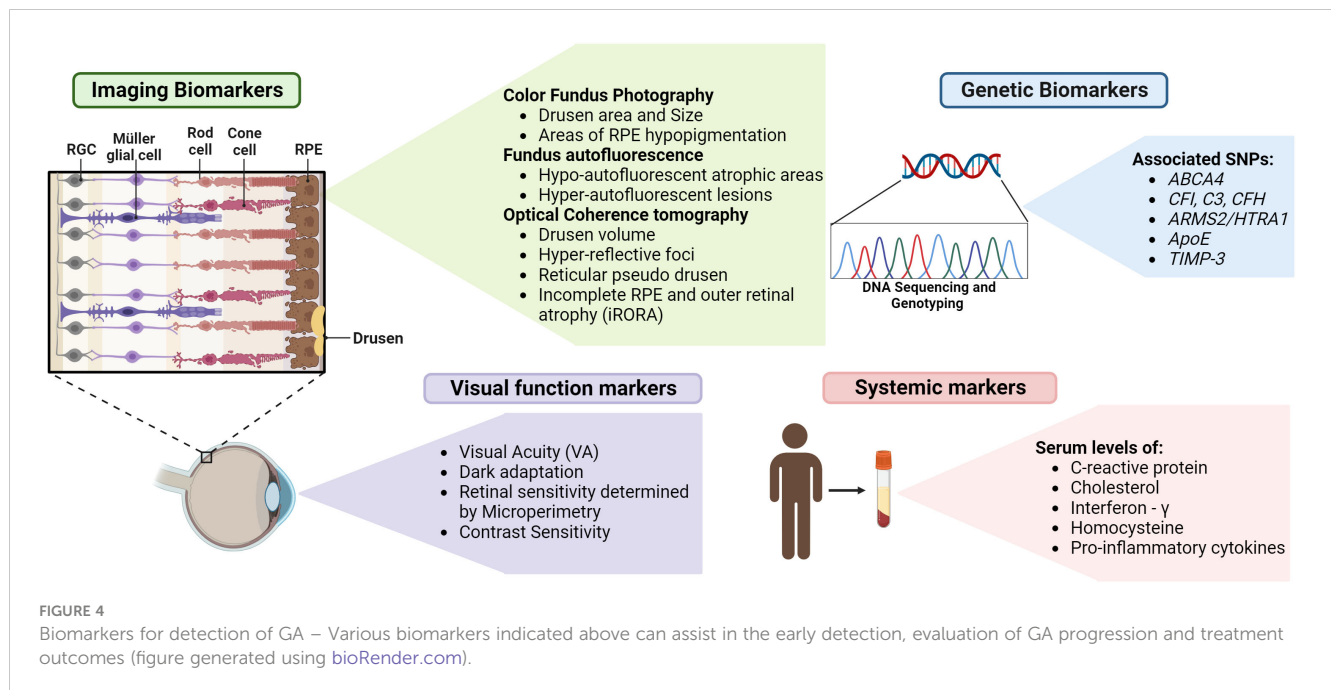 Imaging Biomarkers
RGC
Müller
glial cell
Rod
cell
Cone
cell
RPE
Drusen
Color Fundus Photography
• Drusen area and Size
• Areas of RPE hypopigmentation
Fundus autofluorescence
• Hypo-autofluorescent atrophic areas
• Hyper-autofluorescent lesions
Optical Coherence tomography
• Drusen volume
• Hyper-reflective foci
• Reticular pseudo drusen
• Incomplete RPE and outer retinal
atrophy (iRORA)
Genetic Biomarkers
DNA Sequencing and
Genotyping
Associated SNPs:
• ABCA4
• CFI, C3, CFH
• ARMS2/HTRA1
• ApoE
• TIMP-3
Visual function markers
• Visual Acuity (VA)
• Dark adaptation
• Retinal sensitivity determined
by Microperimetry
• Contrast Sensitivity
Systemic markers
Serum levels of:
• C-reactive protein
• Cholesterol
• Interferon - γ
• Homocysteine
• Pro-inflammatory cytokines
FIGURE 4
Biomarkers for detection of GA – Various biomarkers indicated above can assist in the early detection, evaluation of GA progression and treatment
outcomes (figure generated using bioRender.com).